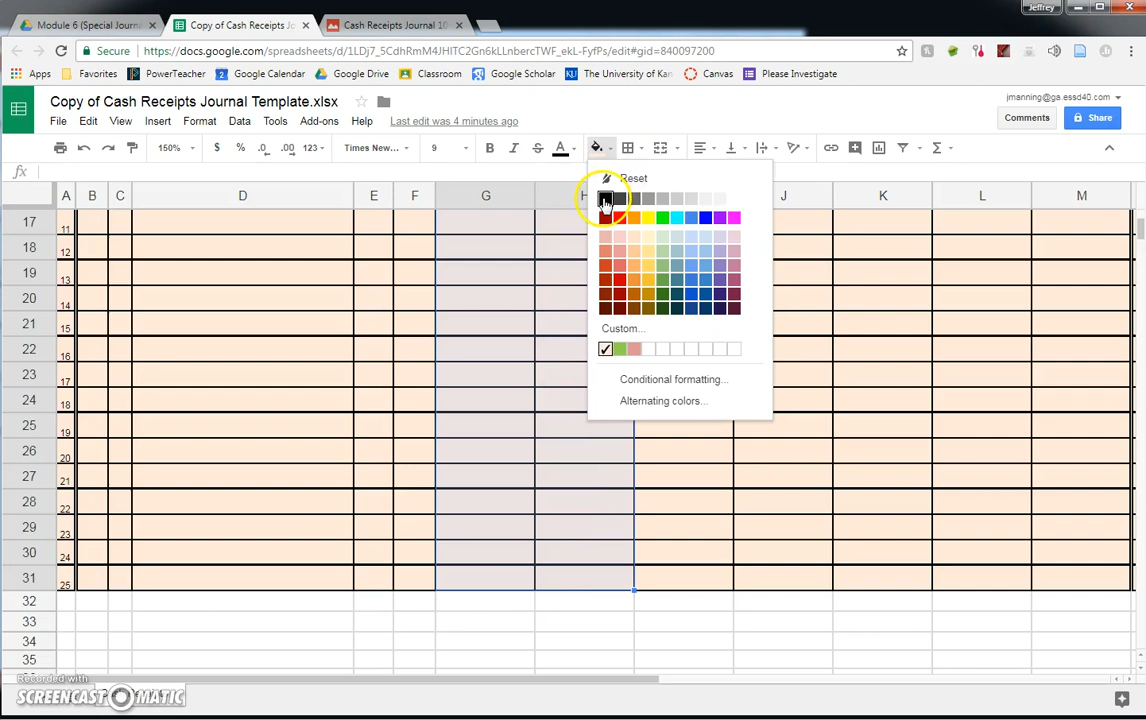 Jeffrey
Module 6 (Special Journa
Copy of Cash Receipts Jo
Cash Receipts Journal 10
Secure
https://docs.google.com/spreadsheets/d/1LDj7_5CdhRmM4JHITC2Gn6kLLnbercTWF_ekL-FyfPs/edit#gid=840097200
Apps Favorites PowerTeacher Google Calendar Google Drive Classroom Google Scholar The University of Kan Canvas Please Investigate
Copy of Cash Receipts Journal Template.xlsx
jmanning@ga.essd40.com
File Edit View Insert Format Data Tools Add-ons Help Last edit was 4 minutes ago
Comments Share
150% $ % .0 .00 123 Times New... 9 B I S A
fx
Reset
A B C D E F G H J K L M
17 11
18 12
19 13
20 14
21 15
22 16
23 17
24 18
25 19
26 20
27 21
28 22
29 23
30 24
31 25
32
33
34
35
Custom...
Conditional formatting...
Alternating colors...
Recorded with
SCREENCAST MATIC